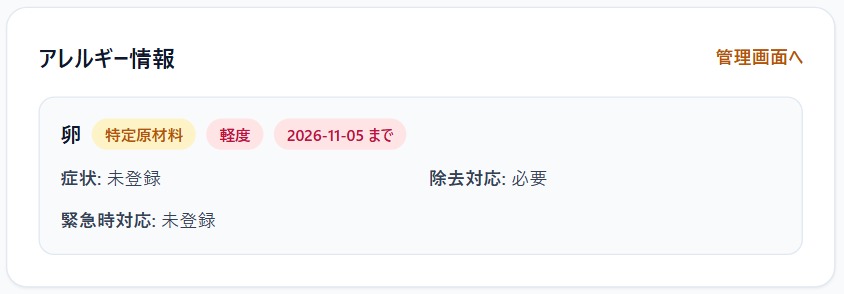 アレルギー情報
管理画面へ
卵 特定原材料 軽度 2026-11-05 まで
症状: 未登録
除去対応: 必要
緊急時対応: 未登録